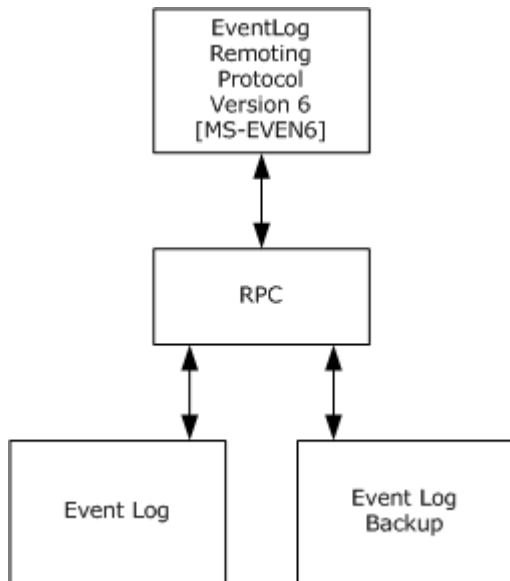 EventLog
Remoting
Protocol
Version 6
[MS-EVEN6]
RPC
Event Log
Event Log
Backup